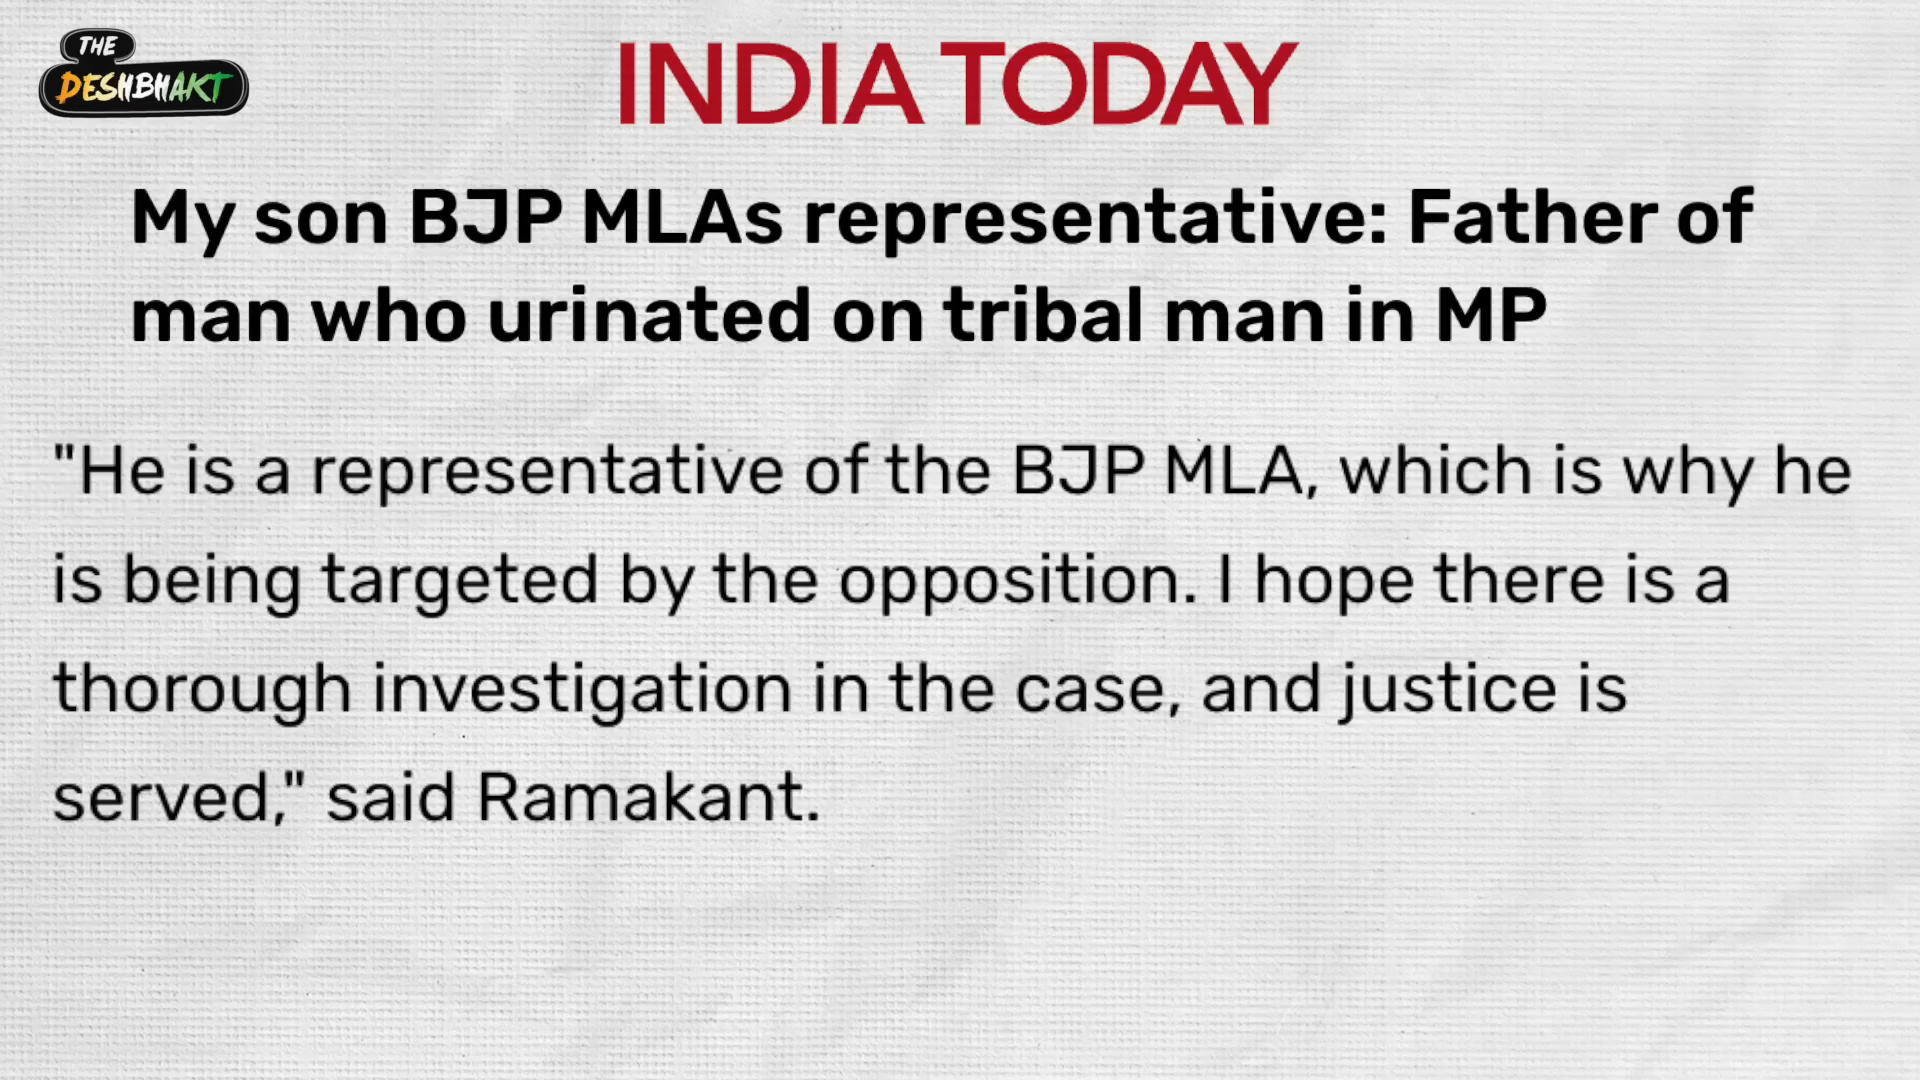 THE
DESHBHAKT
INDIA TODAY
My son BJP MLAs representative: Father of
man who urinated on tribal man in MP
"He is a representative of the BJP MLA, which is why he
is being targeted by the opposition. I hope there is a
thorough investigation in the case, and justice is
served," said Ramakant.